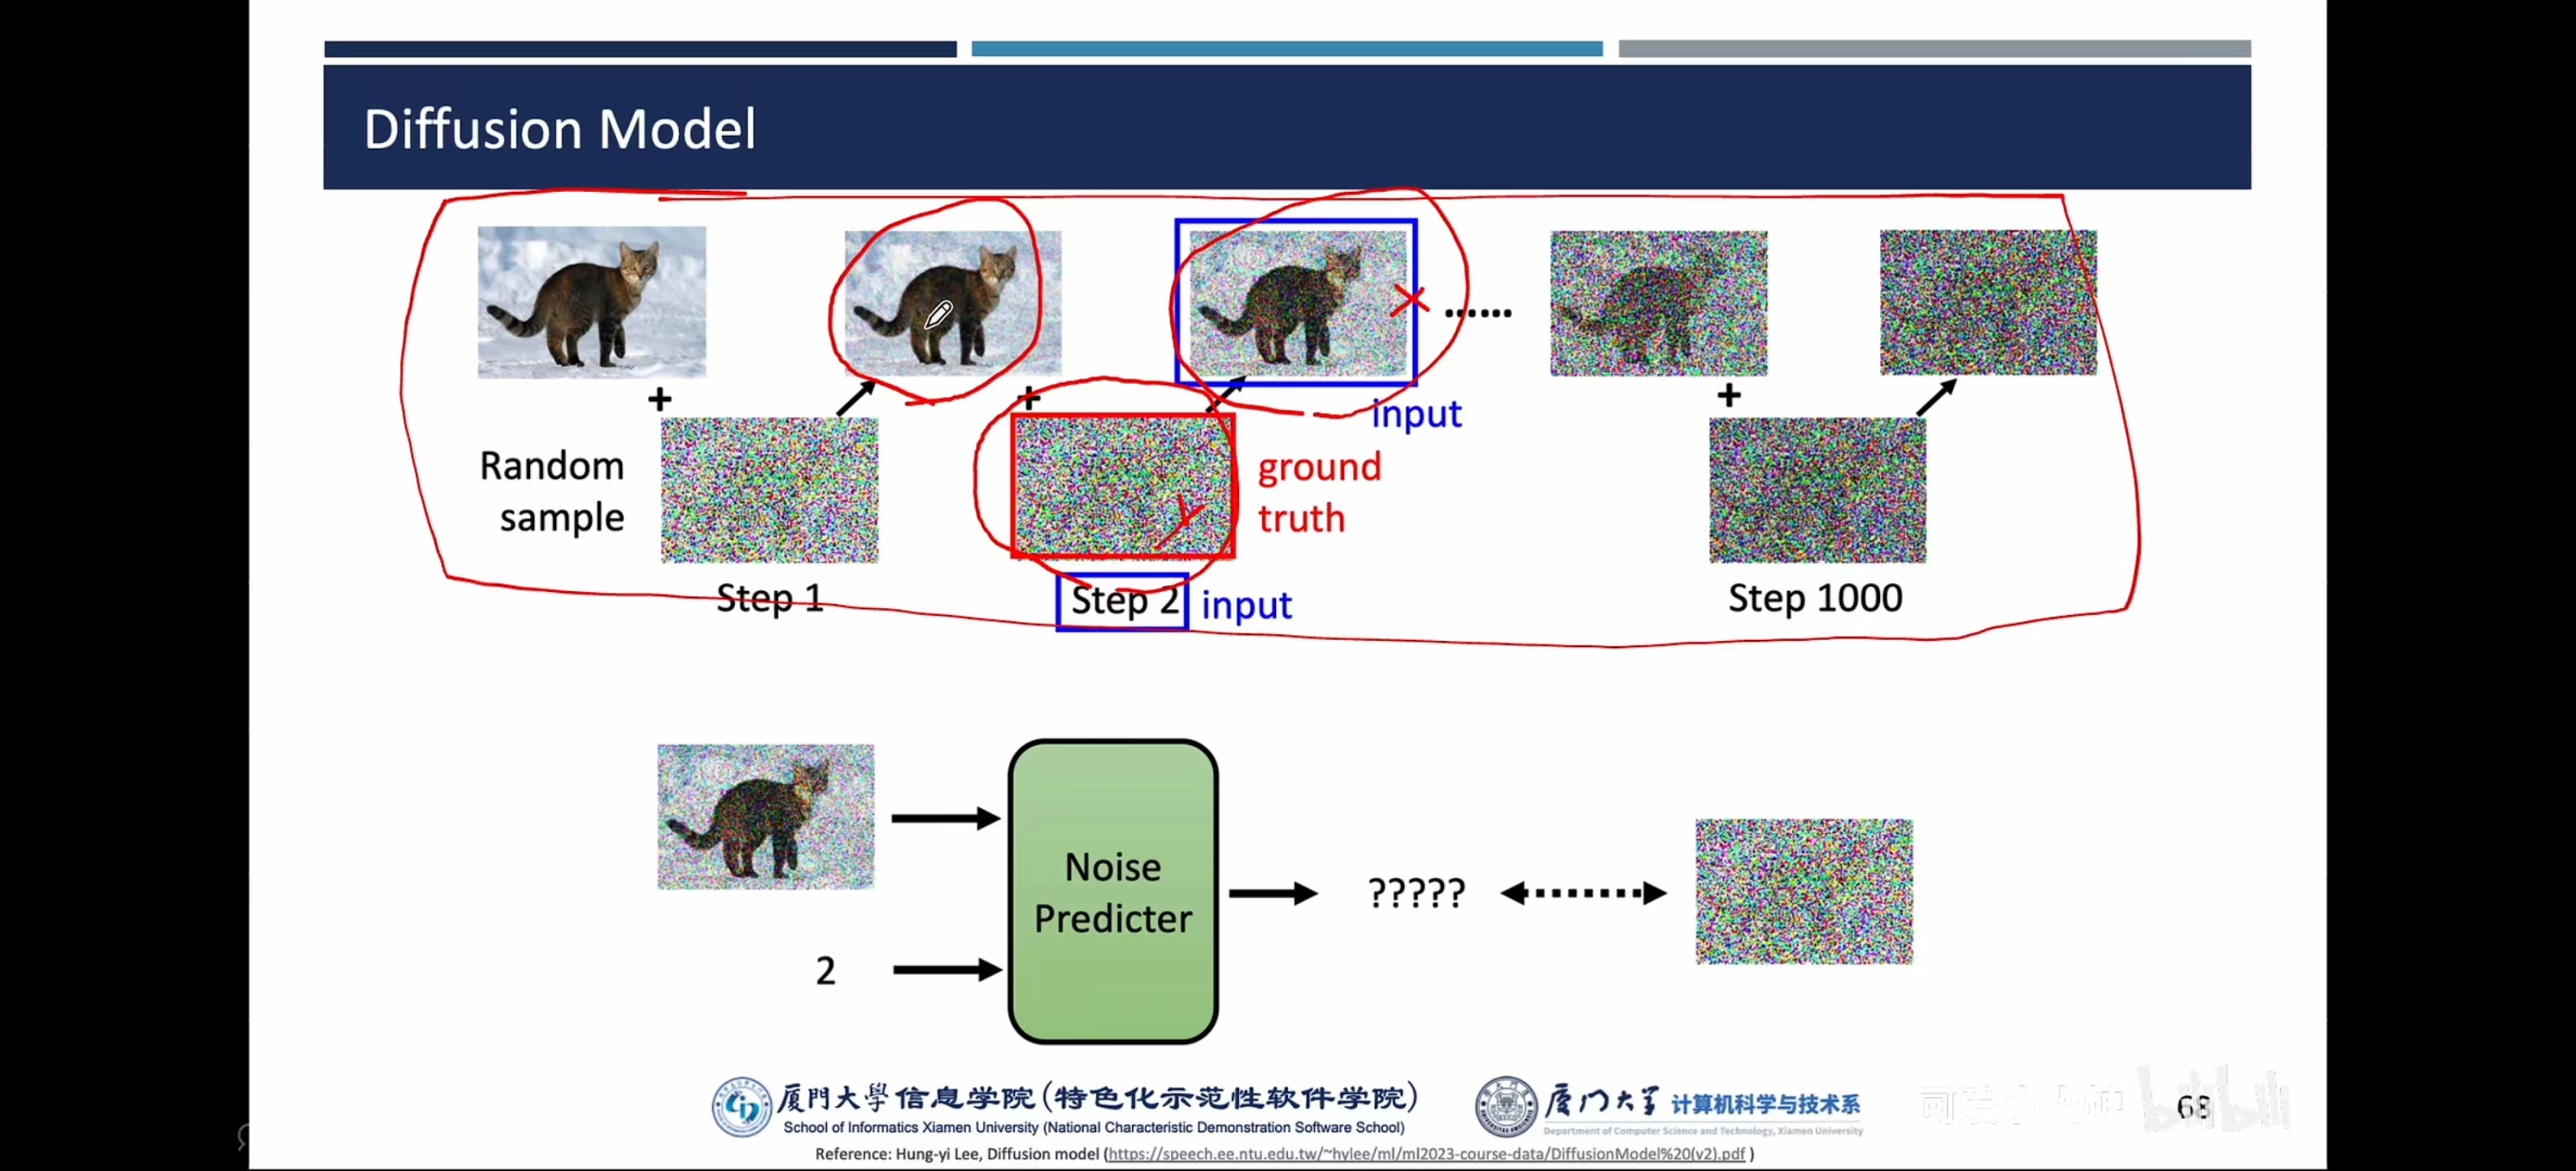 Diffusion Model
+
+
+
......
input
Random
sample
ground
truth
Step 1
Step 2
input
Step 1000
Noise
Predicter
?????
2
厦門大學信息学院(特色化示范性软件学院)
School of Informatics Xiamen University (National Characteristic Demonstration Software School)
厦门大学 计算机科学与技术系
Department of Computer Science and Technology, Xiamen University
bilibili
68
Reference: Hung-yi Lee, Diffusion model (https://speech.ee.ntu.edu.tw/~hylee/ml/ml2023-course-data/DiffusionModel%20(v2).pdf )